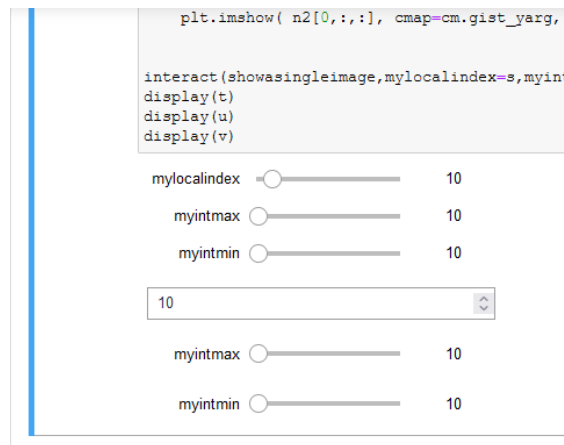 plt.imshow( n2[0,:,:], cmap=cm.gist_yarg,
interact(showasingleimage,mylocalindex=s,myint
display(t)
display(u)
display(v)
mylocalindex 10
myintmax 10
myintmin 10
10
myintmax 10
myintmin 10